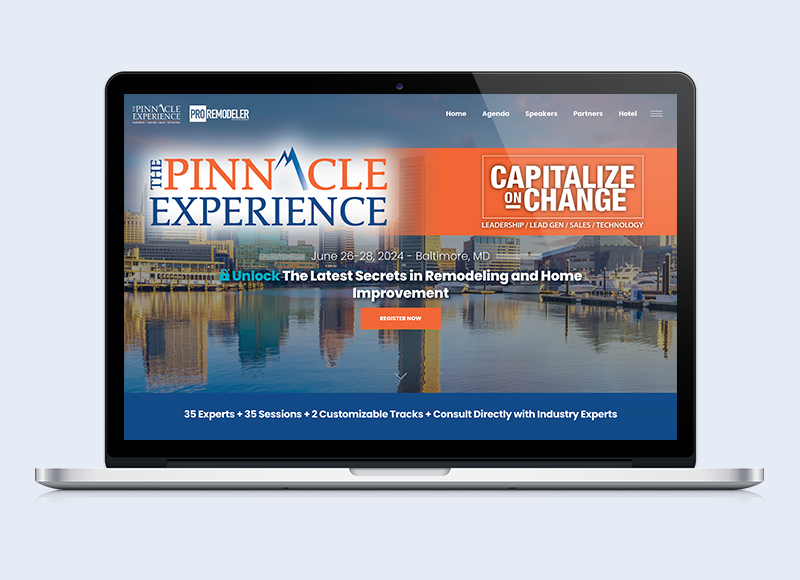 THE PINNACLE EXPERIENCE
PRO REMODELER
Home Agenda Speakers Partners Hotel
THE PINNACLE
EXPERIENCE
CAPITALIZE
ON CHANGE
LEADERSHIP / LEAD GEN / SALES / TECHNOLOGY
June 26-28, 2024 - Baltimore, MD
Unlock The Latest Secrets in Remodeling and Home
Improvement
REGISTER NOW
35 Experts + 35 Sessions + 2 Customizable Tracks + Consult Directly with Industry Experts